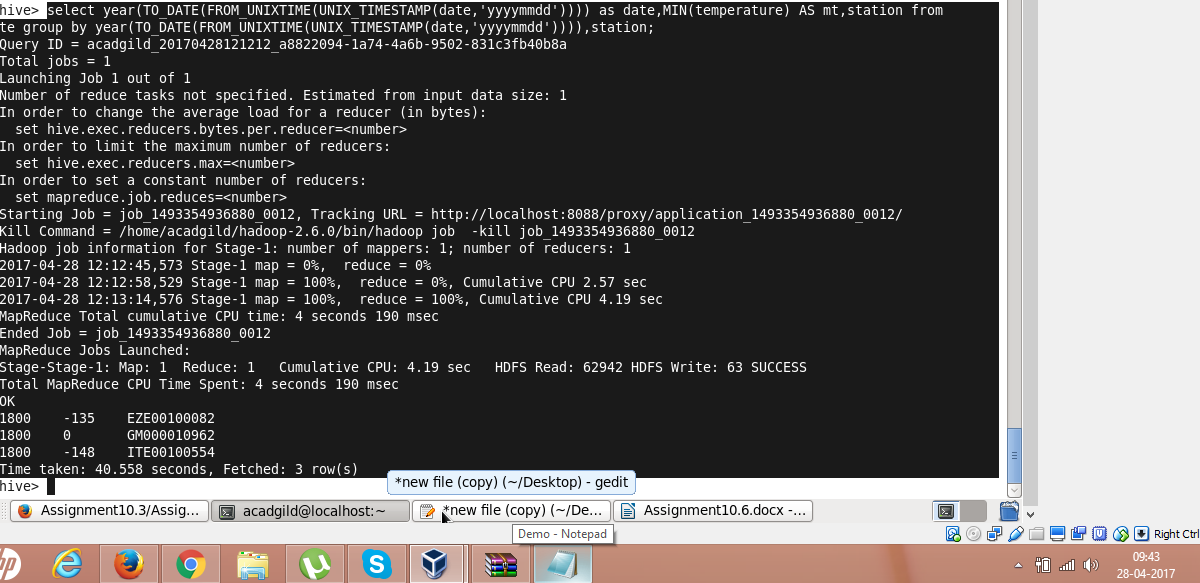 hive> select year(TO_DATE(FROM_UNIXTIME(UNIX_TIMESTAMP(date,'yyyymmdd')))) as date,MIN(temperature) AS mt,station from
te group by year(TO_DATE(FROM_UNIXTIME(UNIX_TIMESTAMP(date,'yyyymmdd')))),station;
Query ID = acadgild_20170428121212_a8822094-1a74-4a6b-9502-831c3fb40b8a
Total jobs = 1
Launching Job 1 out of 1
Number of reduce tasks not specified. Estimated from input data size: 1
In order to change the average load for a reducer (in bytes):
  set hive.exec.reducers.bytes.per.reducer=<number>
In order to limit the maximum number of reducers:
  set hive.exec.reducers.max=<number>
In order to set a constant number of reducers:
  set mapreduce.job.reduces=<number>
Starting Job = job_1493354936880_0012, Tracking URL = http://localhost:8088/proxy/application_1493354936880_0012/
Kill Command = /home/acadgild/hadoop-2.6.0/bin/hadoop job  -kill job_1493354936880_0012
Hadoop job information for Stage-1: number of mappers: 1; number of reducers: 1
2017-04-28 12:12:45,573 Stage-1 map = 0%,  reduce = 0%
2017-04-28 12:12:58,529 Stage-1 map = 100%,  reduce = 0%, Cumulative CPU 2.57 sec
2017-04-28 12:13:14,576 Stage-1 map = 100%,  reduce = 100%, Cumulative CPU 4.19 sec
MapReduce Total cumulative CPU time: 4 seconds 190 msec
Ended Job = job_1493354936880_0012
MapReduce Jobs Launched:
Stage-Stage-1: Map: 1  Reduce: 1   Cumulative CPU: 4.19 sec   HDFS Read: 62942 HDFS Write: 63 SUCCESS
Total MapReduce CPU Time Spent: 4 seconds 190 msec
OK
1800    -135    EZE00100082
1800    0       GM000010962
1800    -148    ITE00100554
Time taken: 40.558 seconds, Fetched: 3 row(s)
hive>
*new file (copy) (~/Desktop) - gedit
Assignment10.3/Assig... acadgild@localhost:~ *new file (copy) (~/De... Assignment10.6.docx -...
Demo - Notepad
Right Ctrl
hp
09:43
28-04-2017